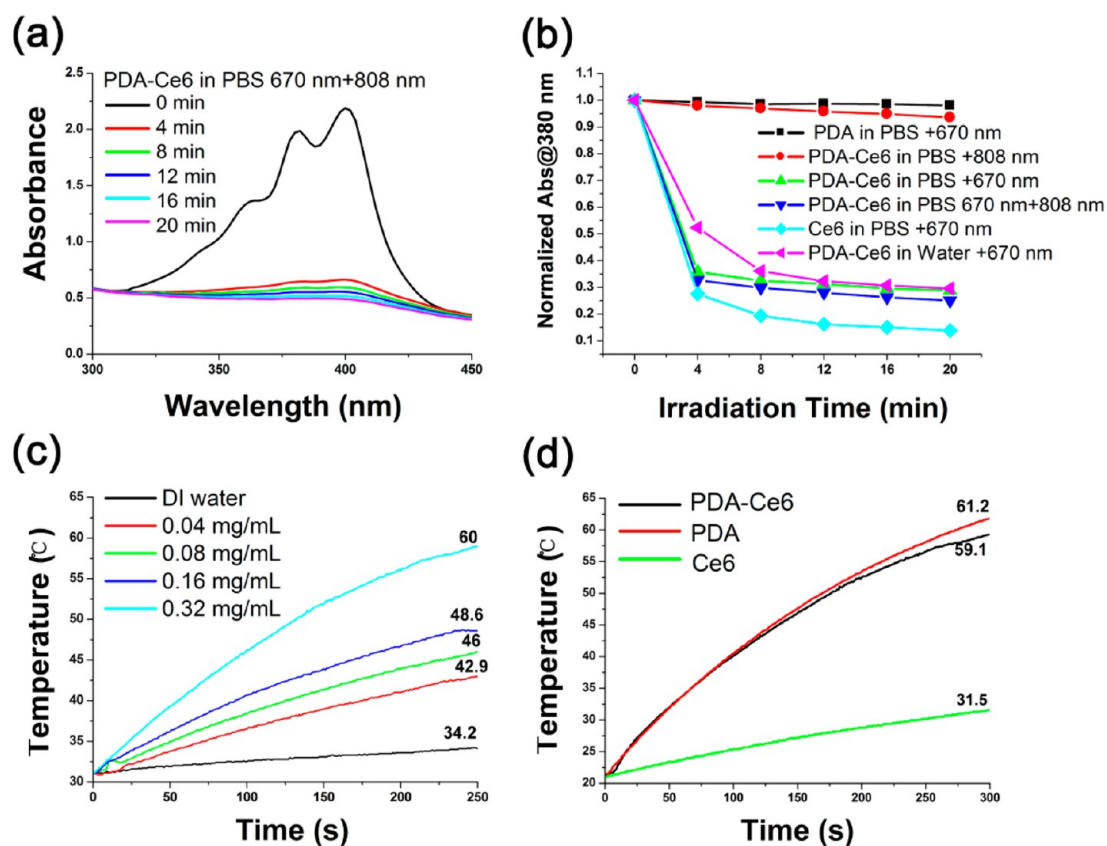 (a)
PDA-Ce6 in PBS 670 nm+808 nm
0 min
4 min
8 min
12 min
16 min
20 min
2.5
2.0
1.5
1.0
0.5
0.0
Absorbance
300
350
400
450
Wavelength (nm)
(b)
1.1
1.0
0.9
0.8
0.7
0.6
0.5
0.4
0.3
0.2
0.1
Normalized Abs@380 nm
PDA in PBS +670 nm
PDA-Ce6 in PBS +808 nm
PDA-Ce6 in PBS +670 nm
PDA-Ce6 in PBS 670 nm+808 nm
Ce6 in PBS +670 nm
PDA-Ce6 in Water +670 nm
0
4
8
12
16
20
Irradiation Time (min)
(c)
65
60
55
50
45
40
35
30
Temperature (℃)
DI water
0.04 mg/mL
0.08 mg/mL
0.16 mg/mL
0.32 mg/mL
60
48.6
46
42.9
34.2
0
50
100
150
200
250
Time (s)
(d)
65
60
55
50
45
40
35
30
25
20
Temperature (℃)
PDA-Ce6
PDA
Ce6
61.2
59.1
31.5
0
100
200
300
Time (s)